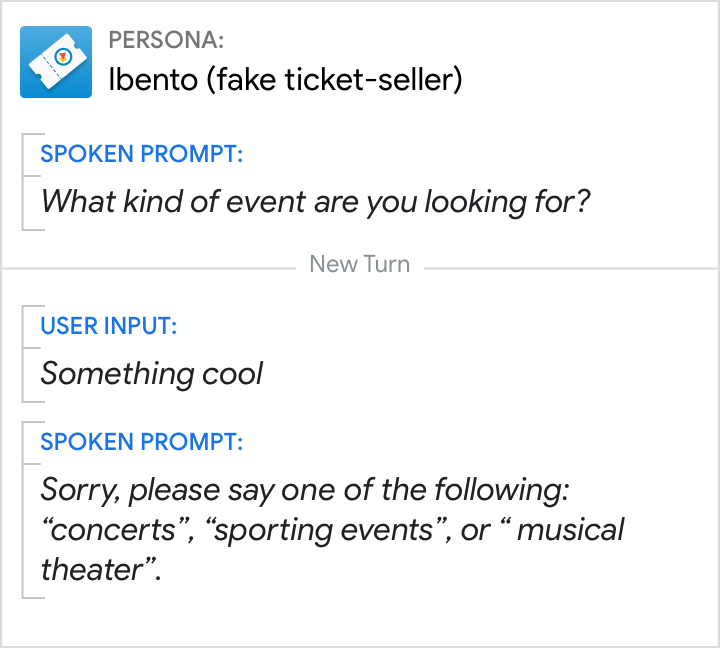 PERSONA:
Ibento (fake ticket-seller)
SPOKEN PROMPT:
What kind of event are you looking for?
New Turn
USER INPUT:
Something cool
SPOKEN PROMPT:
Sorry, please say one of the following:
“concerts”, “sporting events”, or “ musical
theater”.